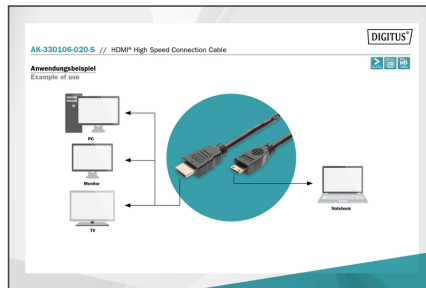 DIGITUS®
AK-330106-020-S // HDMI® High Speed Connection Cable
Anwendungsbeispiel
Example of use
PC
Monitor
TV
Notebook